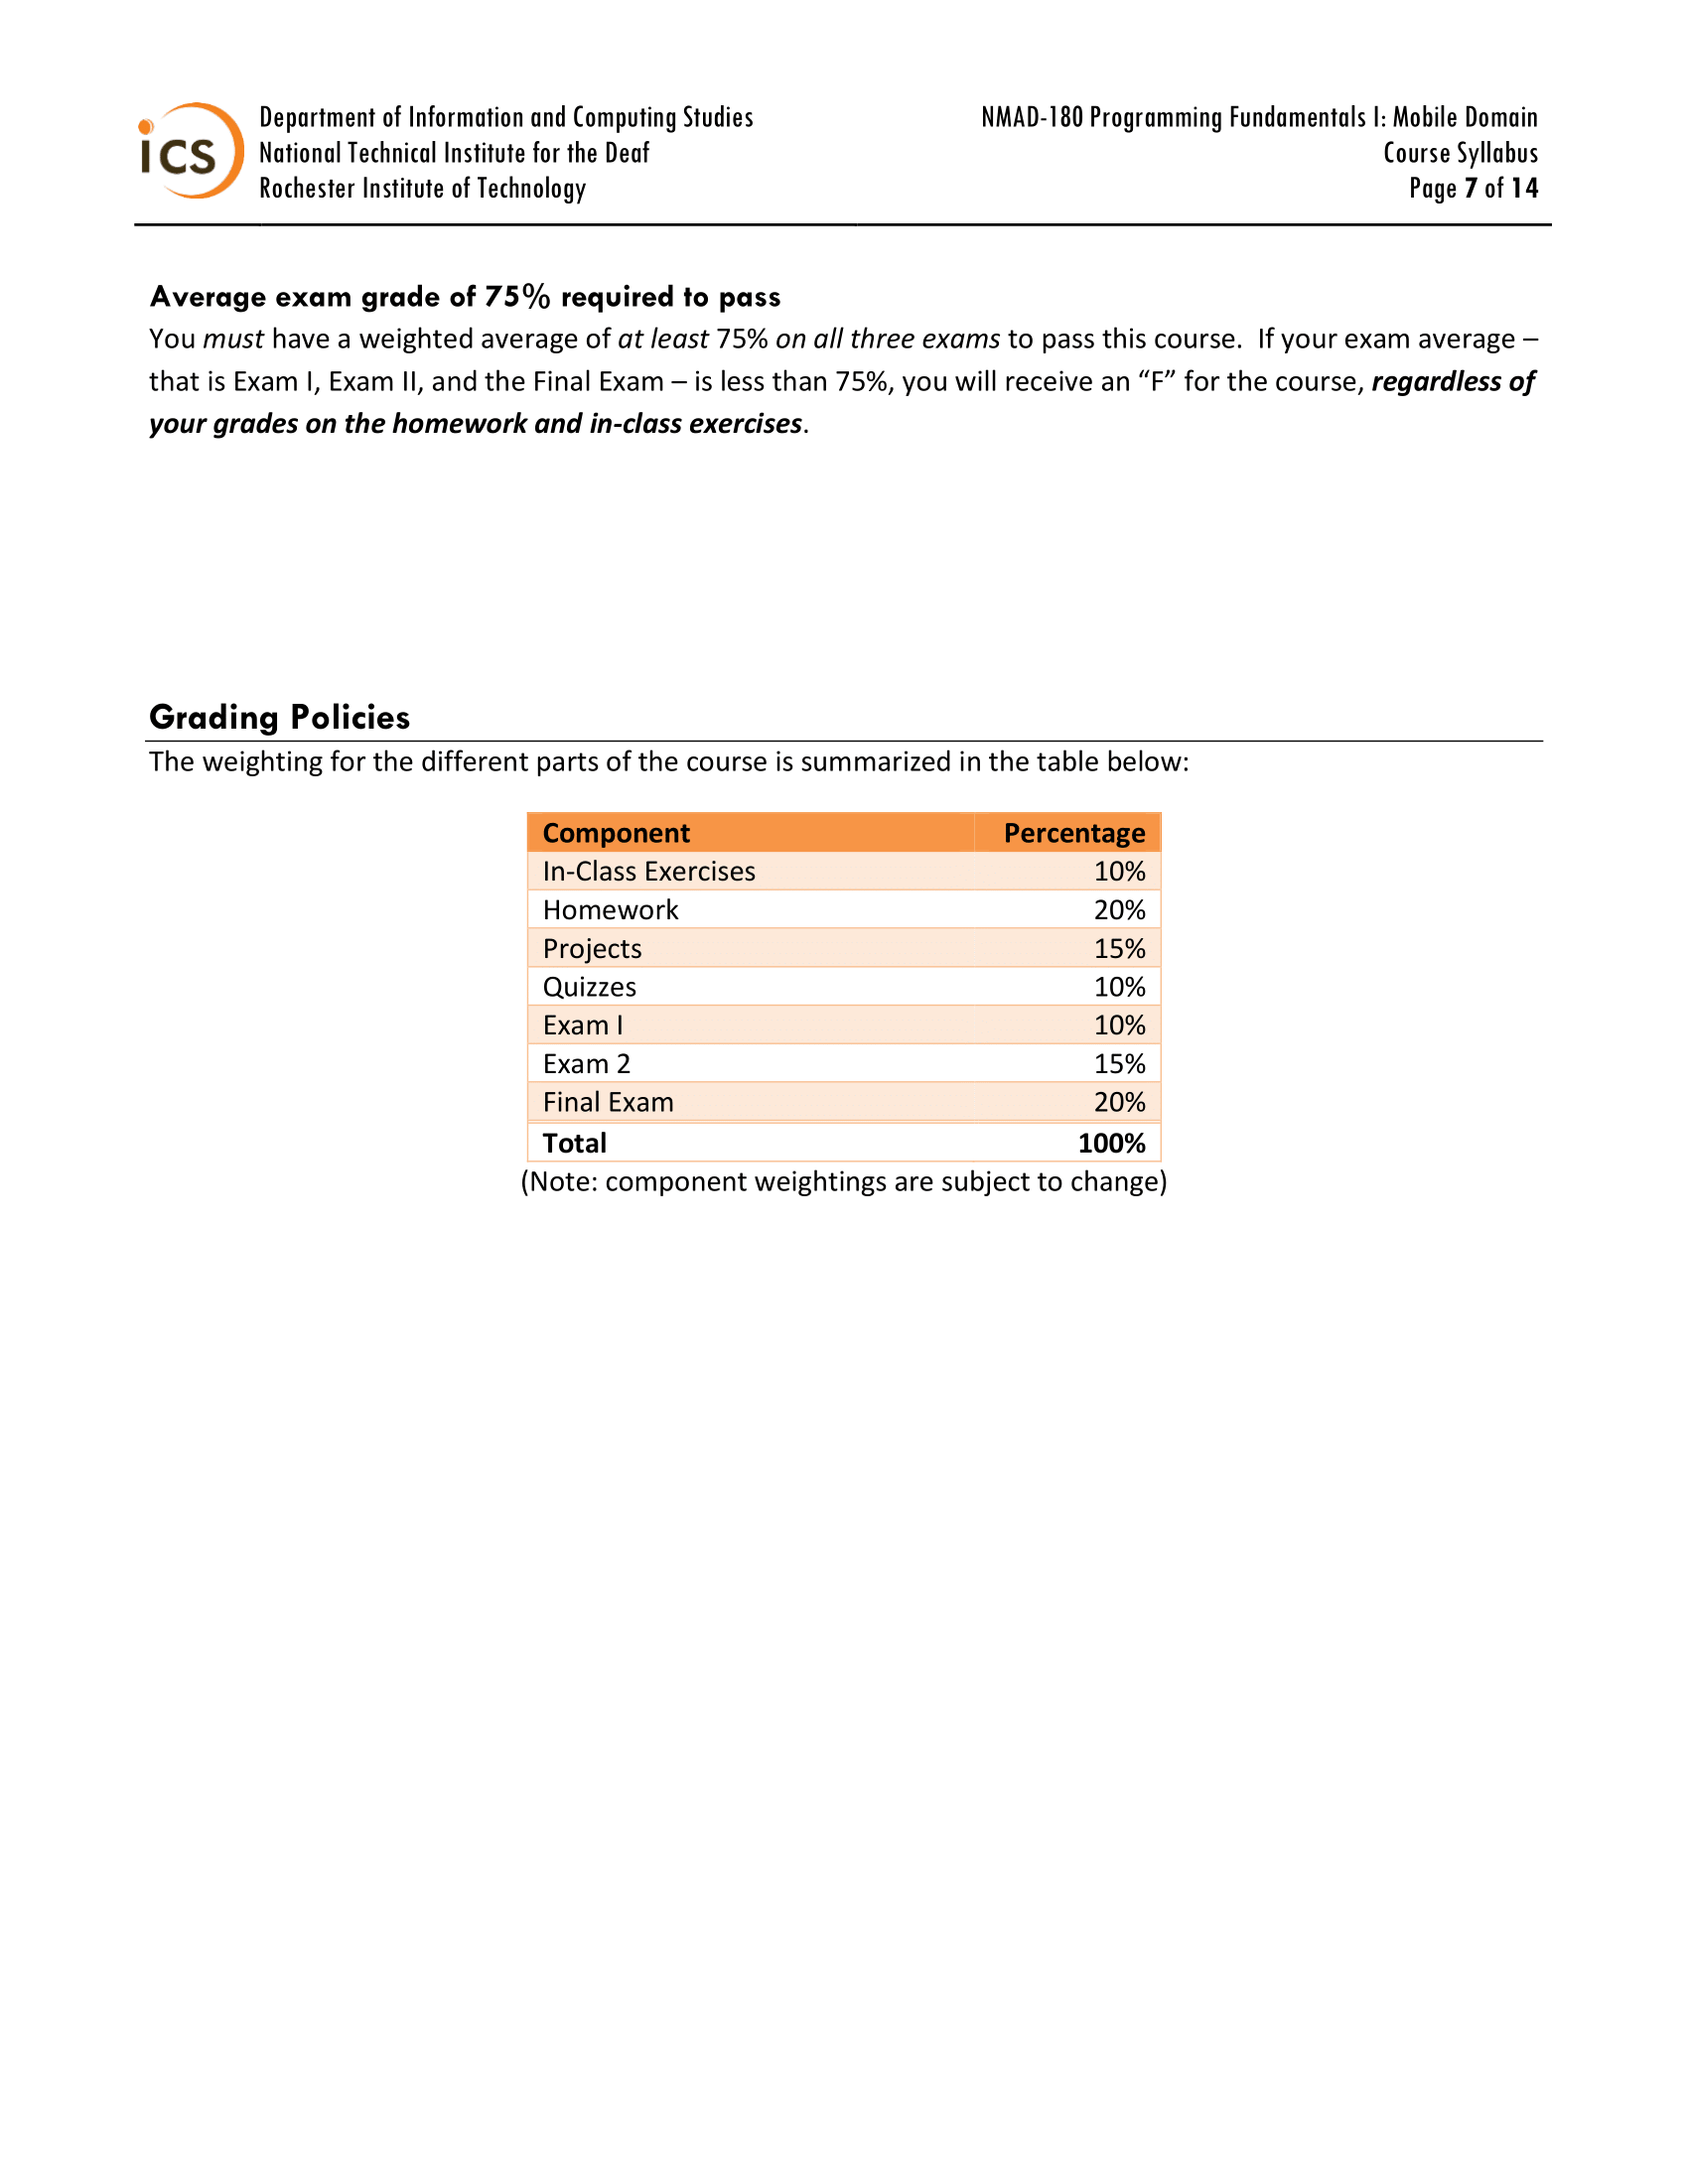 ics
Department of Information and Computing Studies
National Technical Institute for the Deaf
Rochester Institute of Technology
NMAD-180 Programming Fundamentals I: Mobile Domain
Course Syllabus
Page 7 of 14
Average exam grade of 75% required to pass
You must have a weighted average of at least 75% on all three exams to pass this course.  If your exam average –
that is Exam I, Exam II, and the Final Exam – is less than 75%, you will receive an “F” for the course, regardless of
your grades on the homework and in-class exercises.
Grading Policies
The weighting for the different parts of the course is summarized in the table below:
Component Percentage
In-Class Exercises 10%
Homework 20%
Projects 15%
Quizzes 10%
Exam I 10%
Exam 2 15%
Final Exam 20%
Total 100%
(Note: component weightings are subject to change)